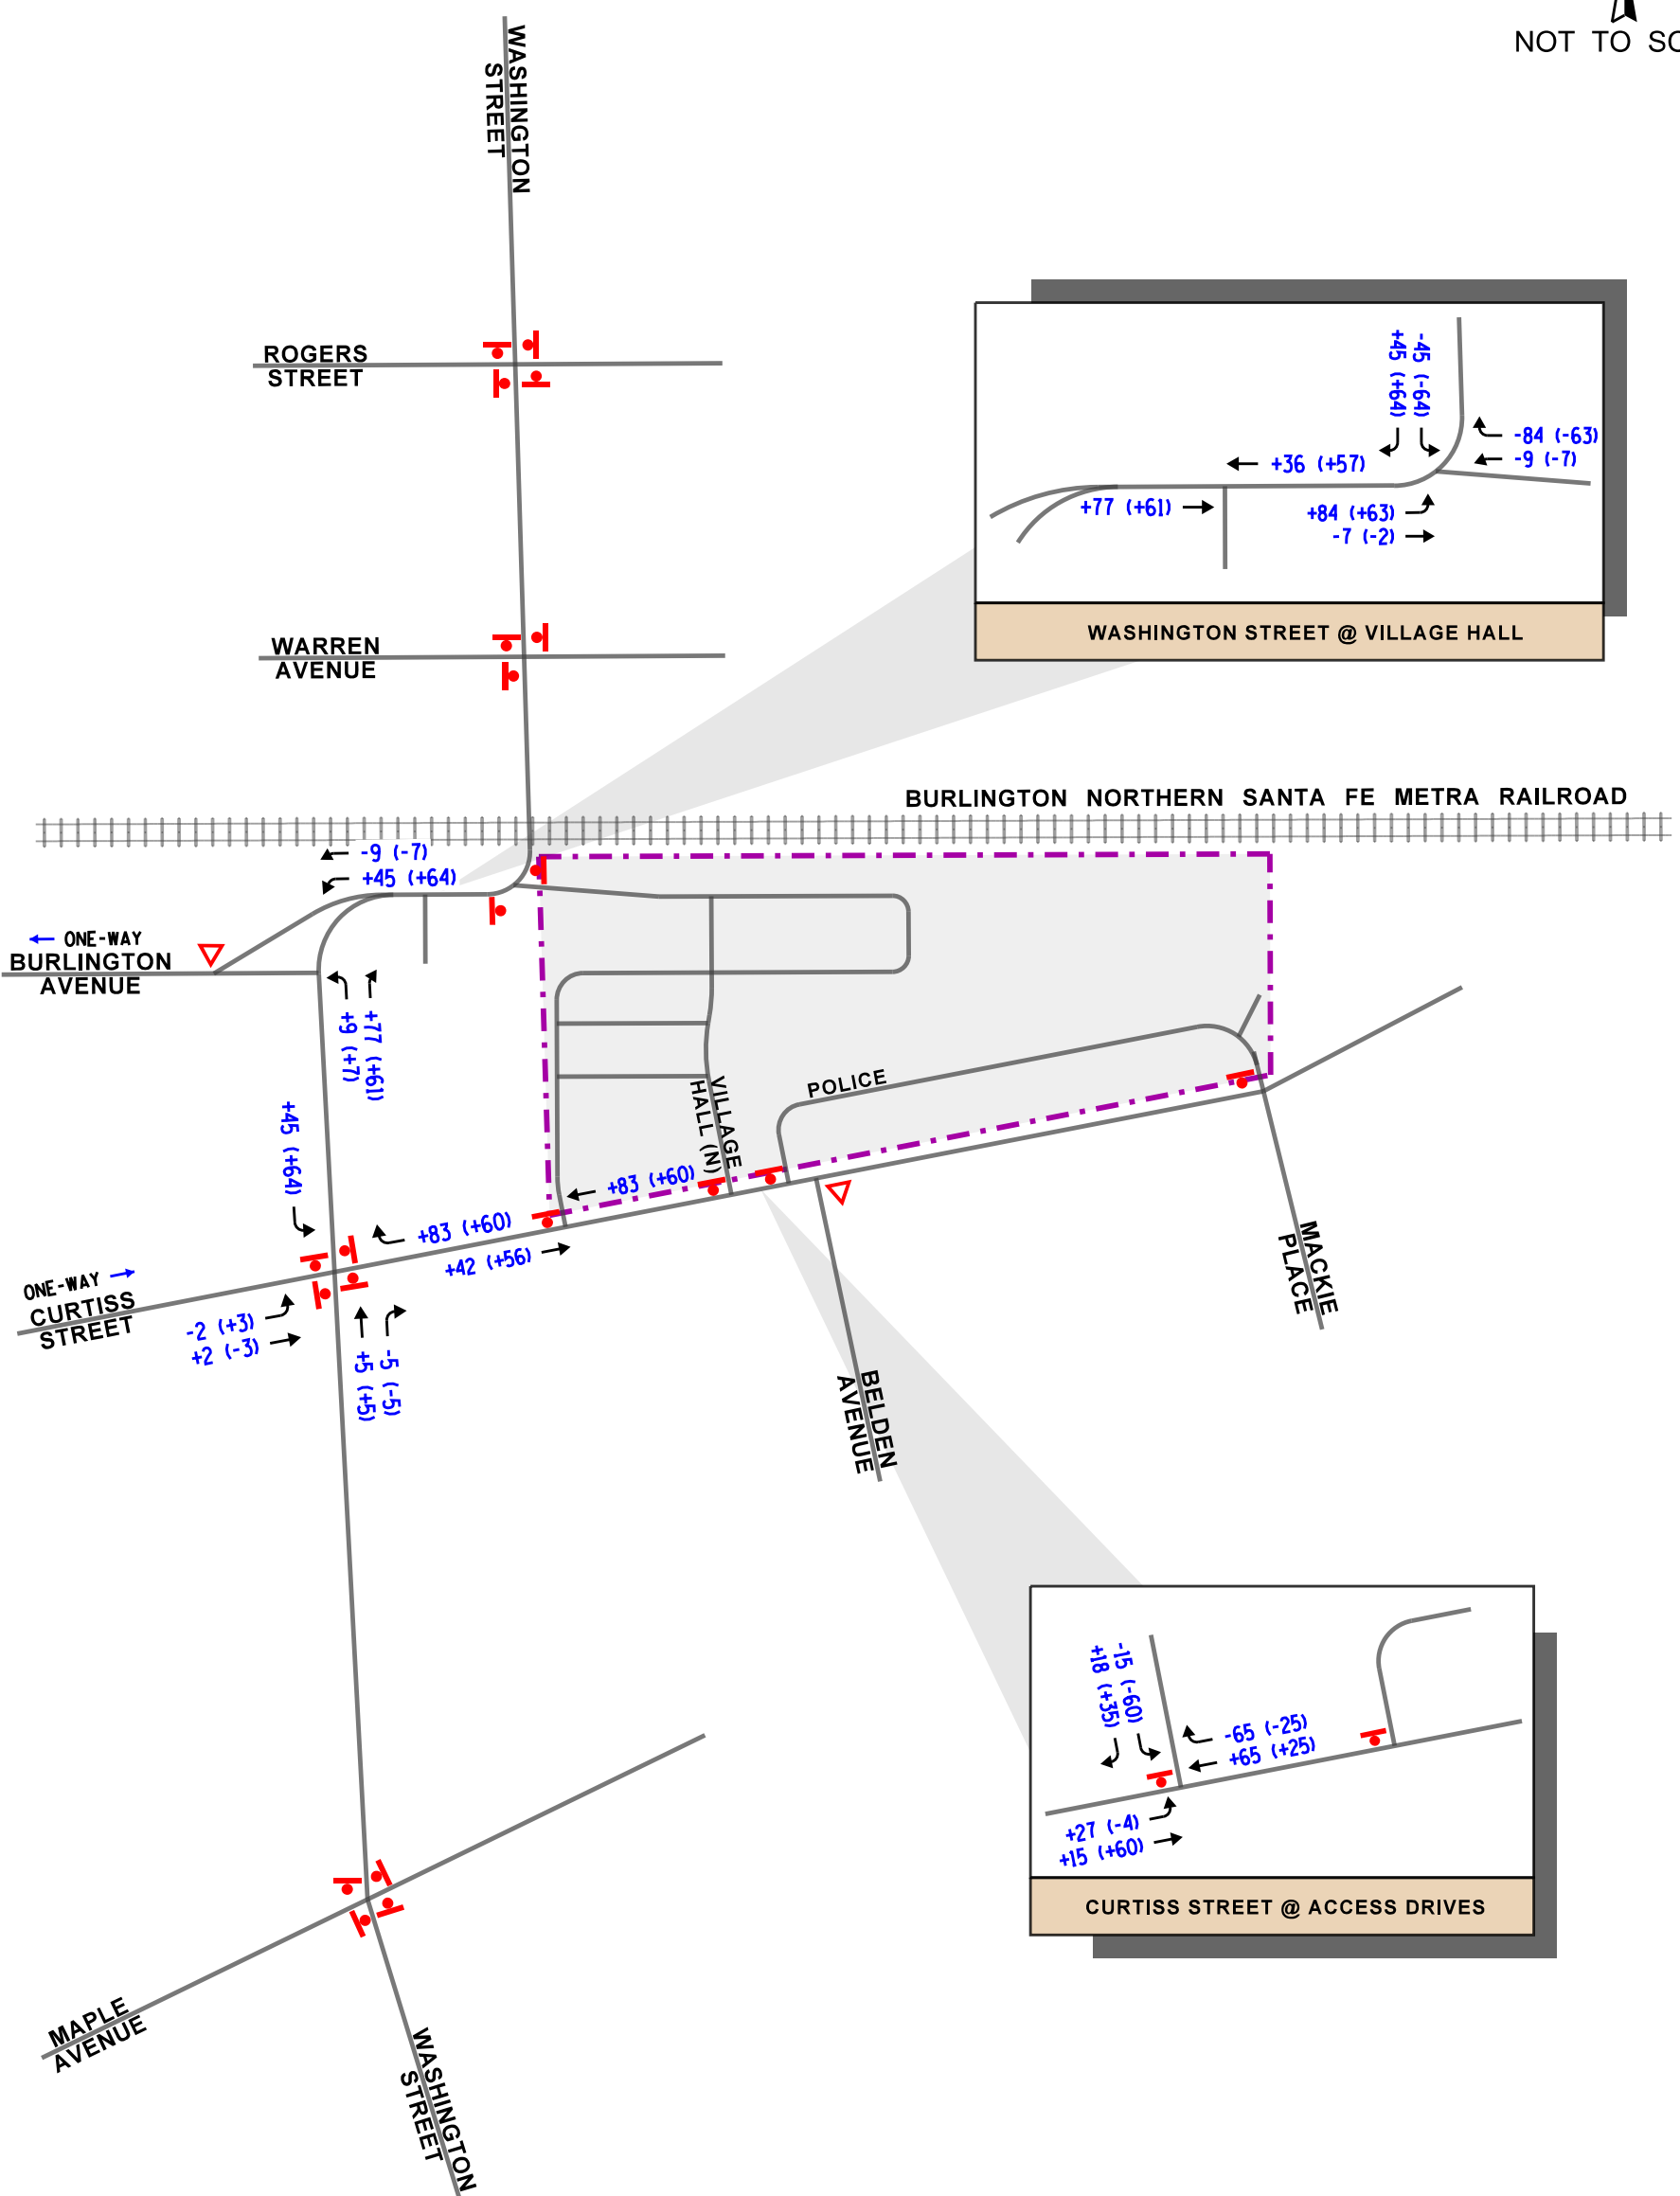 NOT TO SC
WASHINGTON
STREET
ROGERS
STREET
-45 (-64)
+45 (+64)
-84 (-63)
-9 (-7)
+36 (+57)
+77 (+61)
+84 (+63)
-7 (-2)
WASHINGTON STREET @ VILLAGE HALL
WARREN
AVENUE
BURLINGTON NORTHERN SANTA FE METRA RAILROAD
-9 (-7)
+45 (+64)
ONE-WAY
BURLINGTON
AVENUE
+77 (+61)
+9 (+7)
+45 (+64)
POLICE
VILLAGE
HALL (N)
+83 (+60)
+83 (+60)
+42 (+56)
ONE-WAY
CURTISS
STREET
-2 (+3)
+2 (-3)
-5 (-5)
+5 (+5)
MACKIE
PLACE
BELDEN
AVENUE
-15 (-60)
+18 (+35)
-65 (-25)
+65 (+25)
+27 (-4)
+15 (+60)
CURTISS STREET @ ACCESS DRIVES
MAPLE
AVENUE
WASHINGTON
STREET